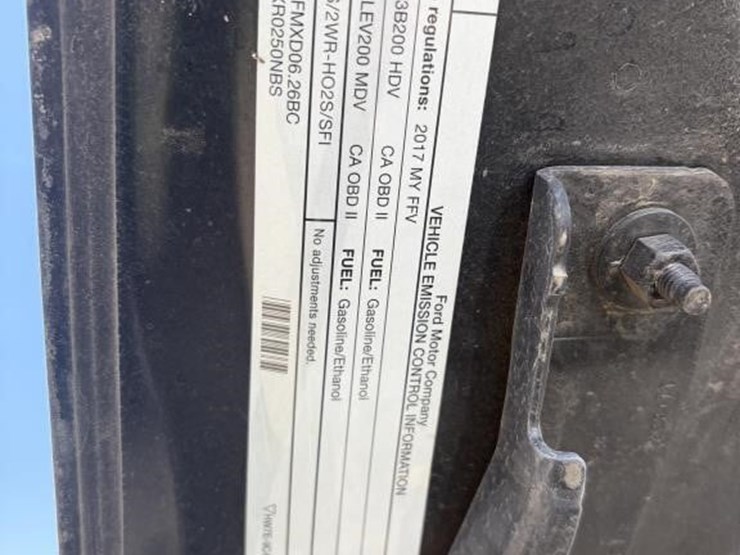 Ford Motor Company
VEHICLE EMISSION CONTROL INFORMATION
regulations: 2017 MY FFV
3B200 HDV CA OBD II FUEL: Gasoline/Ethanol
LEV200 MDV CA OBD II FUEL: Gasoline/Ethanol
/2WR-HO2S/SFI No adjustments needed.
FMXD06.26BC
R0250NBS